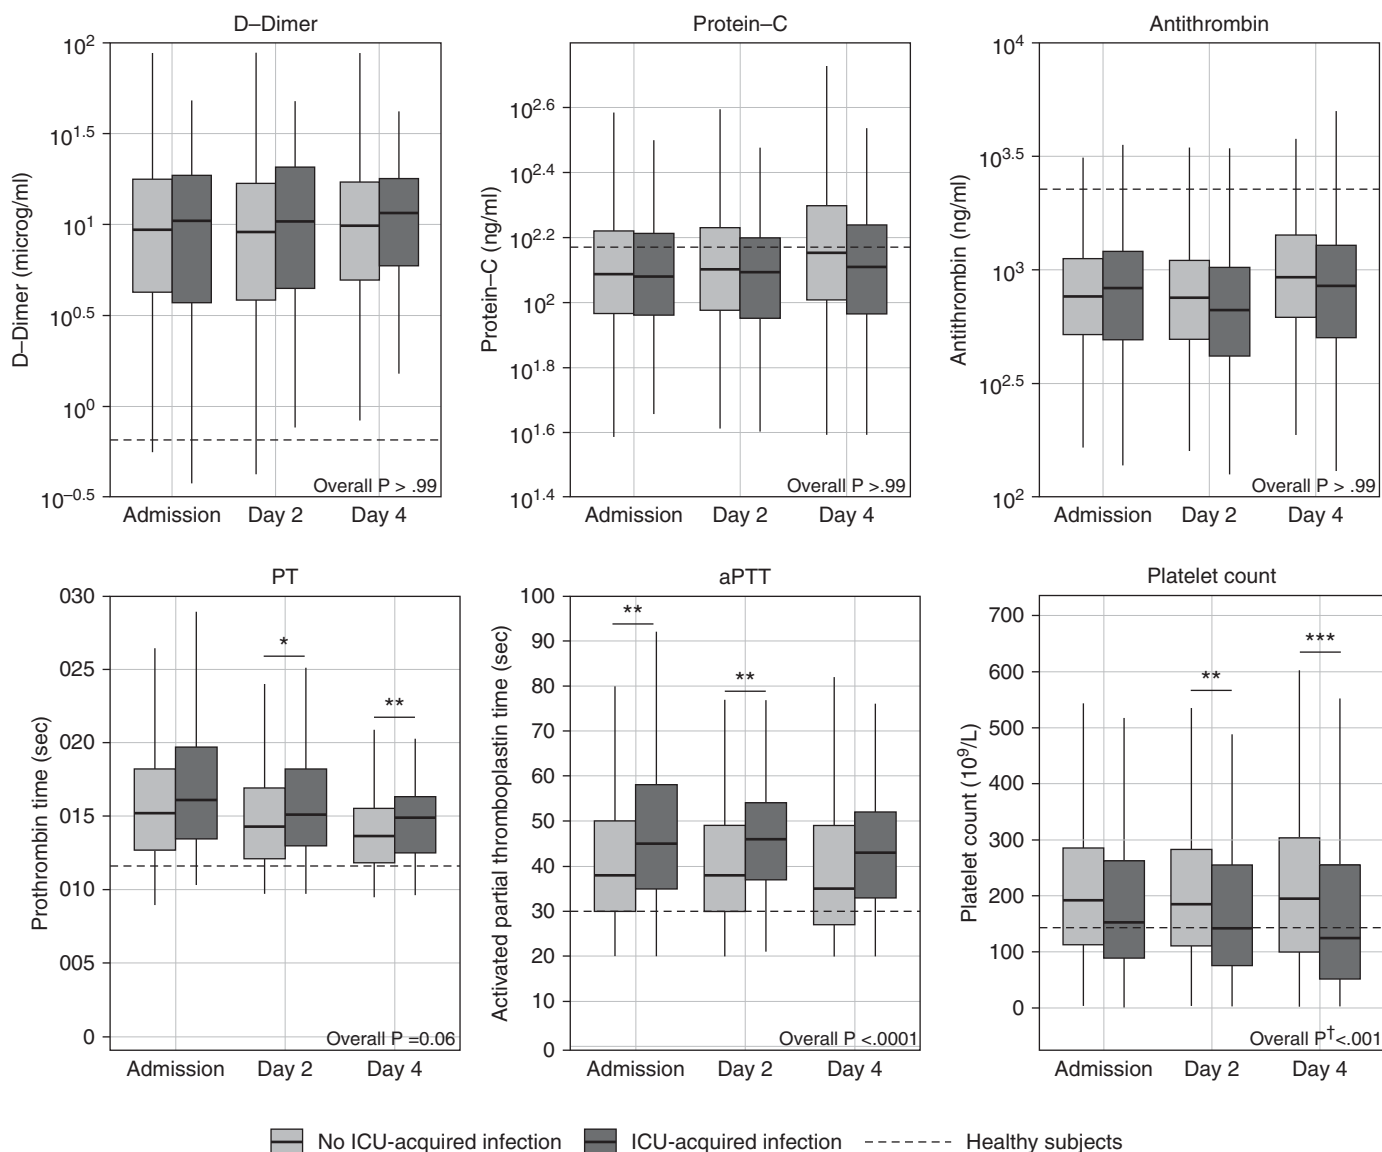 D–Dimer
D–Dimer (microg/ml)
10^2
10^1.5
10^1
10^0.5
10^0
10^–0.5
Overall P > .99
Admission Day 2 Day 4
Protein–C
Protein–C (ng/ml)
10^2.6
10^2.4
10^2.2
10^2
10^1.8
10^1.6
10^1.4
Overall P >.99
Admission Day 2 Day 4
Antithrombin
Antithrombin (ng/ml)
10^4
10^3.5
10^3
10^2.5
10^2
Overall P > .99
Admission Day 2 Day 4
PT
Prothrombin time (sec)
030
025
020
015
010
005
0
*
**
Overall P =0.06
Admission Day 2 Day 4
aPTT
Activated partial thromboplastin time (sec)
100
90
80
70
60
50
40
30
20
10
0
**
**
Overall P <.0001
Admission Day 2 Day 4
Platelet count
Platelet count (10^9/L)
700
600
500
400
300
200
100
0
***
**
Overall P†<.001
Admission Day 2 Day 4
No ICU-acquired infection ICU-acquired infection Healthy subjects